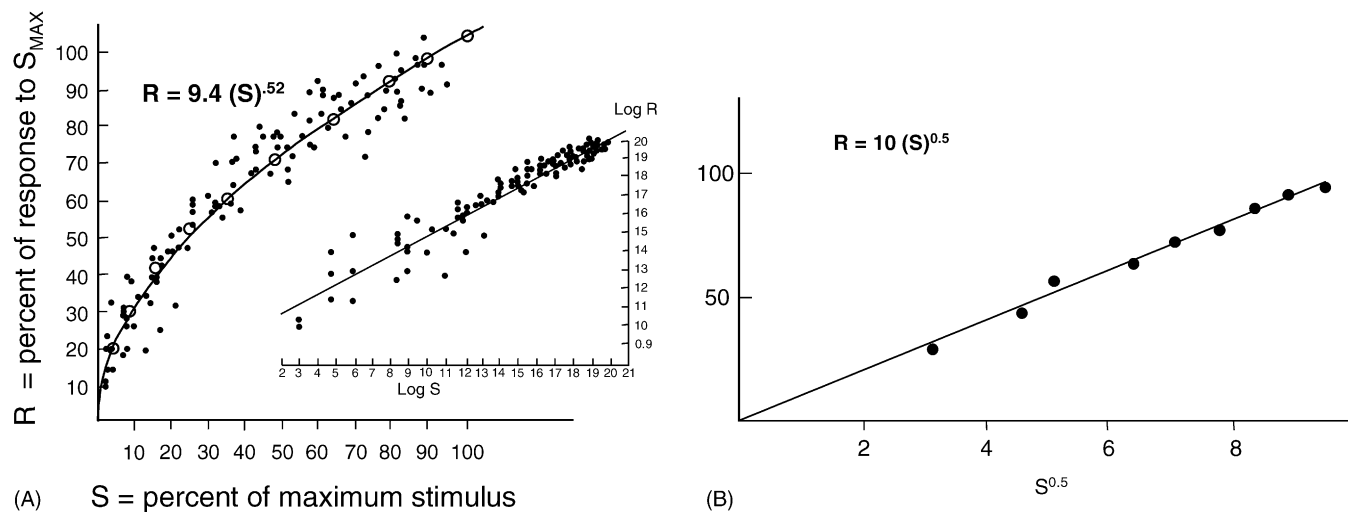 R = percent of response to SMAX
100
90
80
70
60
50
40
30
20
10
R = 9.4 (S).52
10 20 30 40 50 60 70 80 90 100
(A) S = percent of maximum stimulus
Log R
20
19
18
17
16
15
14
13
12
11
10
0.9
2 3 4 5 6 7 8 9 10 11 12 13 14 15 16 17 18 19 20 21
Log S
R = 10 (S)0.5
100
50
2 4 6 8
S0.5
(B)